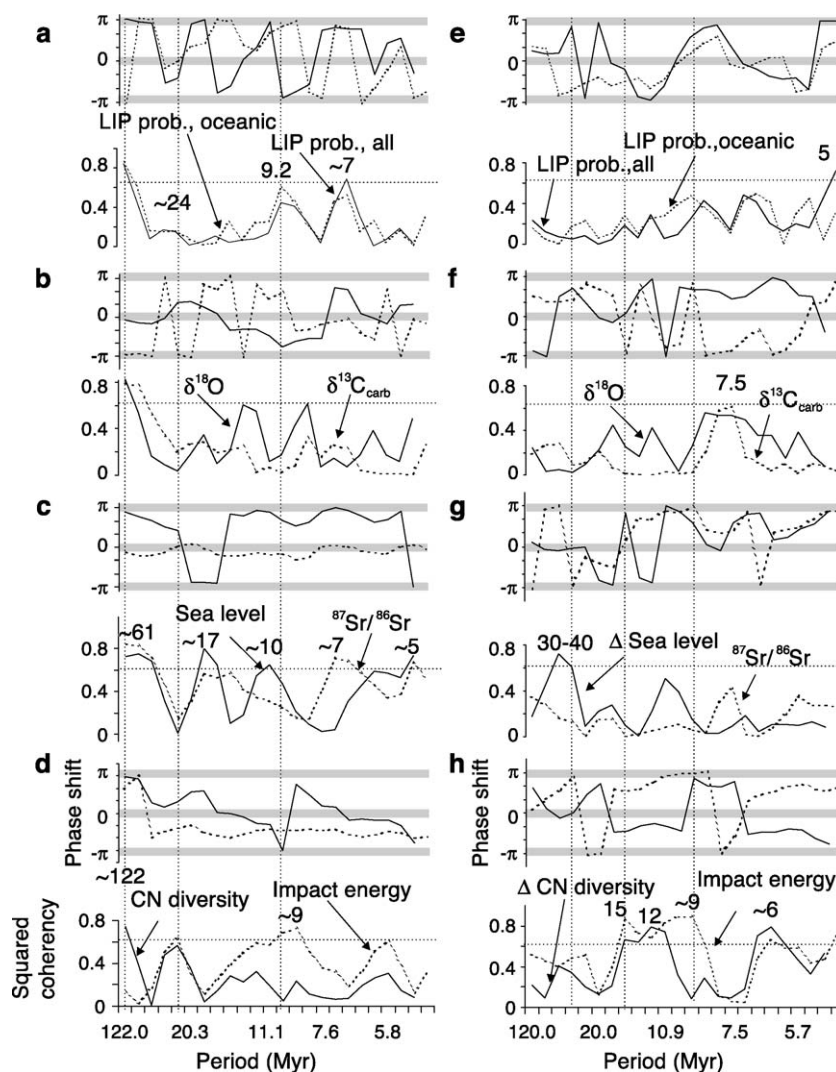 a
π
0
-π
LIP prob., oceanic
LIP prob., all
0.8
0.4
0
~24
9.2
~7
b
π
0
-π
0.8
0.4
0
δ18O
δ13Ccarb
c
π
0
-π
Sea level
87Sr/86Sr
0.8
0.4
0
~61
~17
~10
~7
~5
d
Phase shift
π
0
-π
~122
CN diversity
Impact energy
~9
Squared
coherency
0.8
0.4
0
122.0 20.3 11.1 7.6 5.8
Period (Myr)
e
π
0
-π
LIP prob.,oceanic
LIP prob.,all
5
0.8
0.4
0
f
π
0
-π
0.8
0.4
0
δ18O
7.5
δ13Ccarb
g
π
0
-π
30-40
Δ Sea level
87Sr/86Sr
0.8
0.4
0
h
Phase shift
π
0
-π
Δ CN diversity
Impact energy
15
12
~9
~6
0.8
0.4
0
120.0 20.0 10.9 7.5 5.7
Period (Myr)